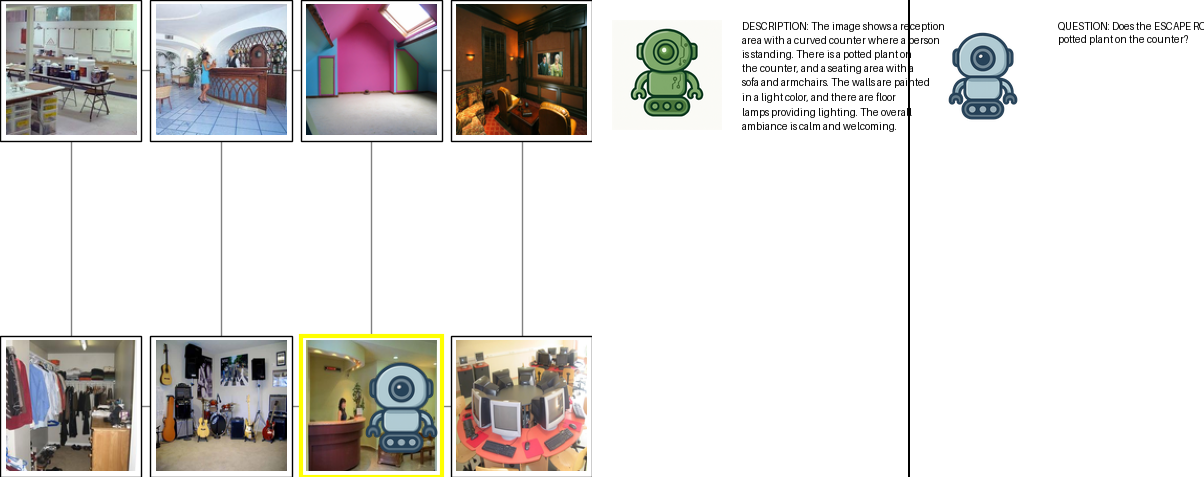 DESCRIPTION: The image shows a reception
area with a curved counter where a person
is standing. There is a potted plant on
the counter, and a seating area with a
sofa and armchairs. The walls are painted
in a light color, and there are floor
lamps providing lighting. The overall
ambiance is calm and welcoming.
QUESTION: Does the ESCAPE RO
potted plant on the counter?